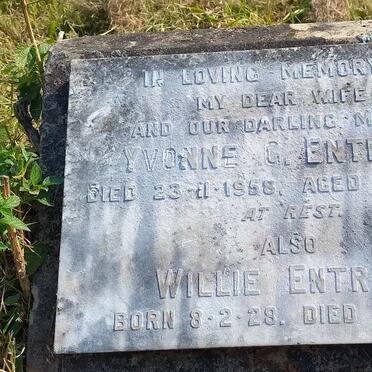 IN LOVING MEMORY
MY DEAR WIFE
AND OUR DARLING M
YVONNE G. ENT
DIED 23-11-1958. AGED
AT REST.
ALSO
WILLIE ENTR
BORN 8-2-28. DIED